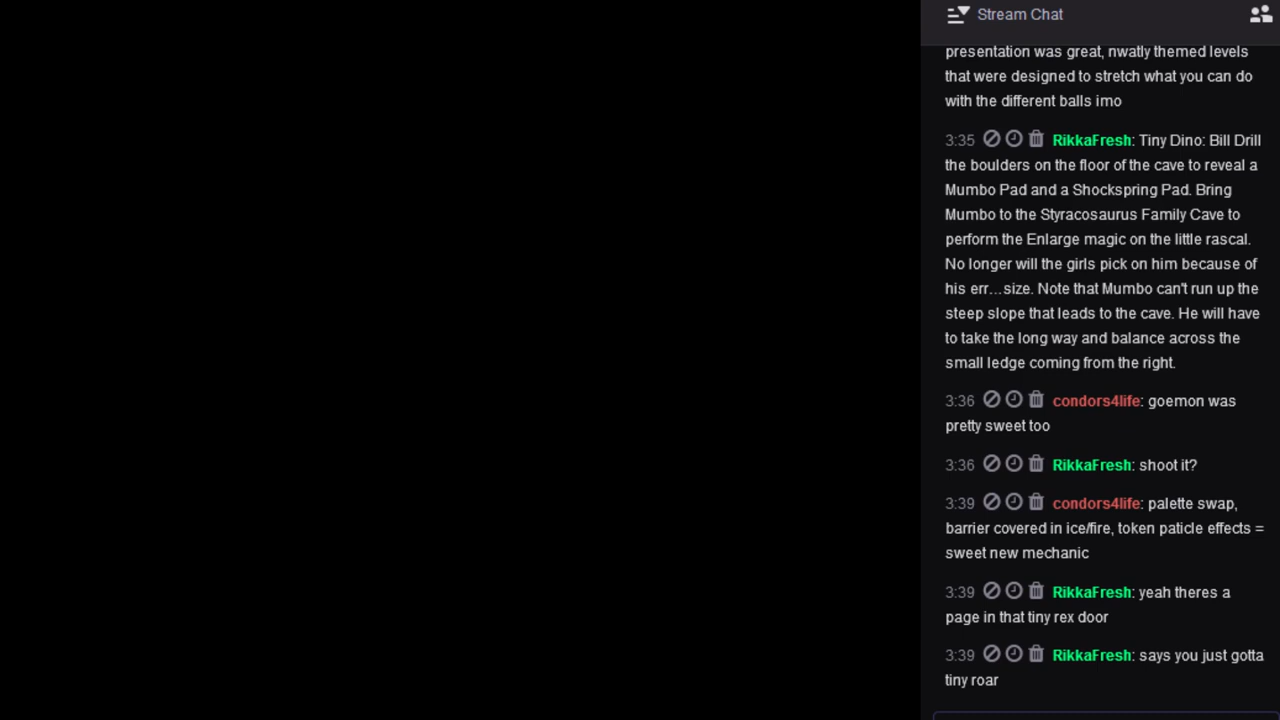 Stream Chat
presentation was great, nwatly themed levels
that were designed to stretch what you can do
with the different balls imo
3:35 RikkaFresh: Tiny Dino: Bill Drill
the boulders on the floor of the cave to reveal a
Mumbo Pad and a Shockspring Pad. Bring
Mumbo to the Styracosaurus Family Cave to
perform the Enlarge magic on the little rascal.
No longer will the girls pick on him because of
his err...size. Note that Mumbo can't run up the
steep slope that leads to the cave. He will have
to take the long way and balance across the
small ledge coming from the right.
3:36 condors4life: goemon was
pretty sweet too
3:36 RikkaFresh: shoot it?
3:39 condors4life: palette swap,
barrier covered in ice/fire, token paticle effects =
sweet new mechanic
3:39 RikkaFresh: yeah theres a
page in that tiny rex door
3:39 RikkaFresh: says you just gotta
tiny roar